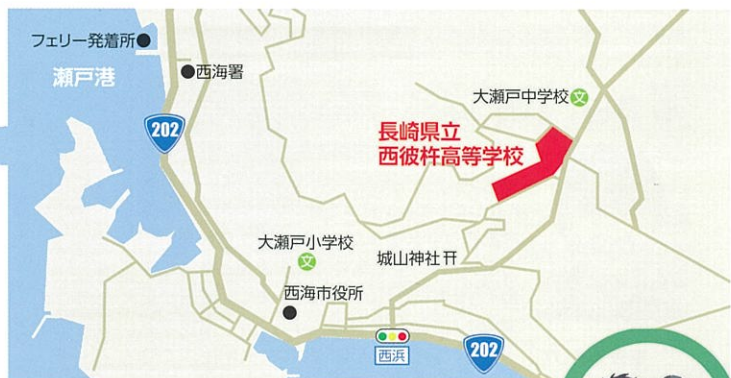 フェリー発着所
瀬戸港
西海署
202
大瀬戸中学校
文
長崎県立
西彼杵高等学校
大瀬戸小学校
文
城山神社
西海市役所
西浜
202